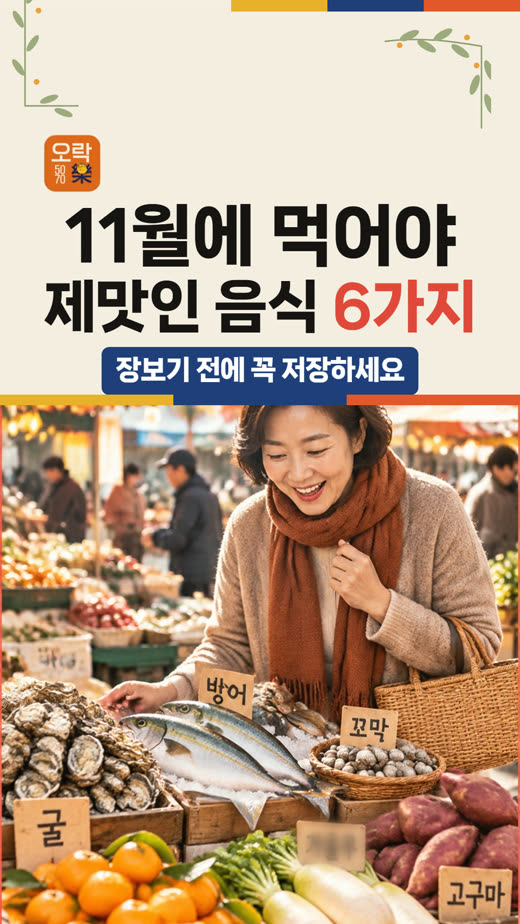 오락
50
70
樂
11월에 먹어야
제맛인 음식 6가지
장보기 전에 꼭 저장하세요
방어
꼬막
굴
고구마